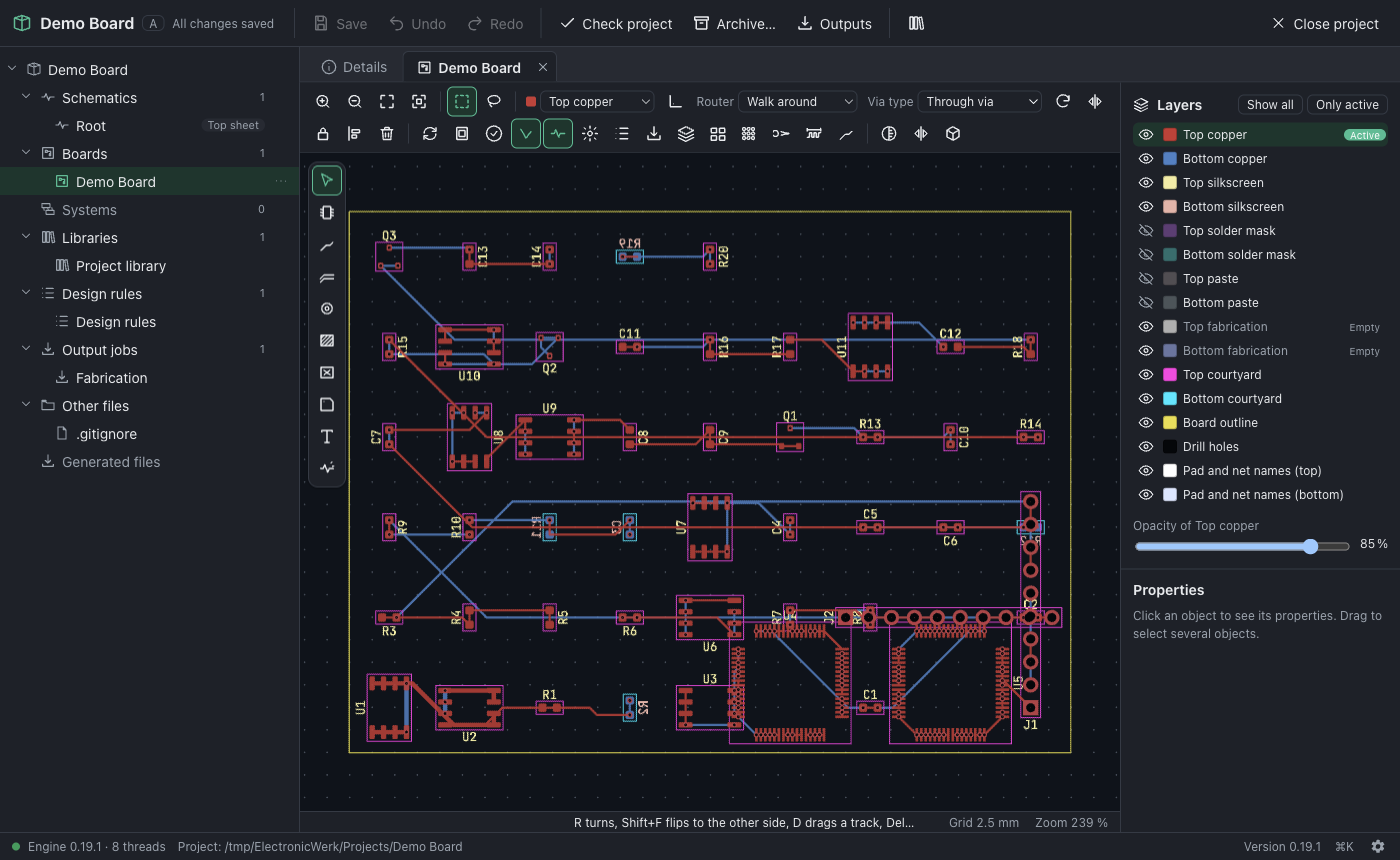 Demo Board A All changes saved Save Undo Redo Check project Archive... Outputs Close project
Demo Board
Schematics 1
Root Top sheet
Boards 1
Demo Board ...
Systems 0
Libraries 1
Project library
Design rules 1
Design rules
Output jobs 1
Fabrication
Other files
.gitignore
Generated files
Details Demo Board
Top copper Router Walk around Via type Through via
Q3 C13 C14 R19 R20
R15 U10 Q2 C11 R16 R17 U11 C12 R18
C7 U8 U9 C8 C9 Q1 R13 C10 R14
R9 R10 R11 C3 U7 C4 C5 C6
R3 R4 R5 R6 U6 R7 J2 R8 C2
U1 U2 R1 R2 U3 C1 U5 J1
R turns, Shift+F flips to the other side, D drags a track, Del... Grid 2.5 mm Zoom 239 %
Layers Show all Only active
Top copper Active
Bottom copper
Top silkscreen
Bottom silkscreen
Top solder mask
Bottom solder mask
Top paste
Bottom paste
Top fabrication Empty
Bottom fabrication Empty
Top courtyard
Bottom courtyard
Board outline
Drill holes
Pad and net names (top)
Pad and net names (bottom)
Opacity of Top copper
85 %
Properties
Click an object to see its properties. Drag to
select several objects.
Engine 0.19.1 · 8 threads Project: /tmp/ElectronicWerk/Projects/Demo Board Version 0.19.1 ⌘K